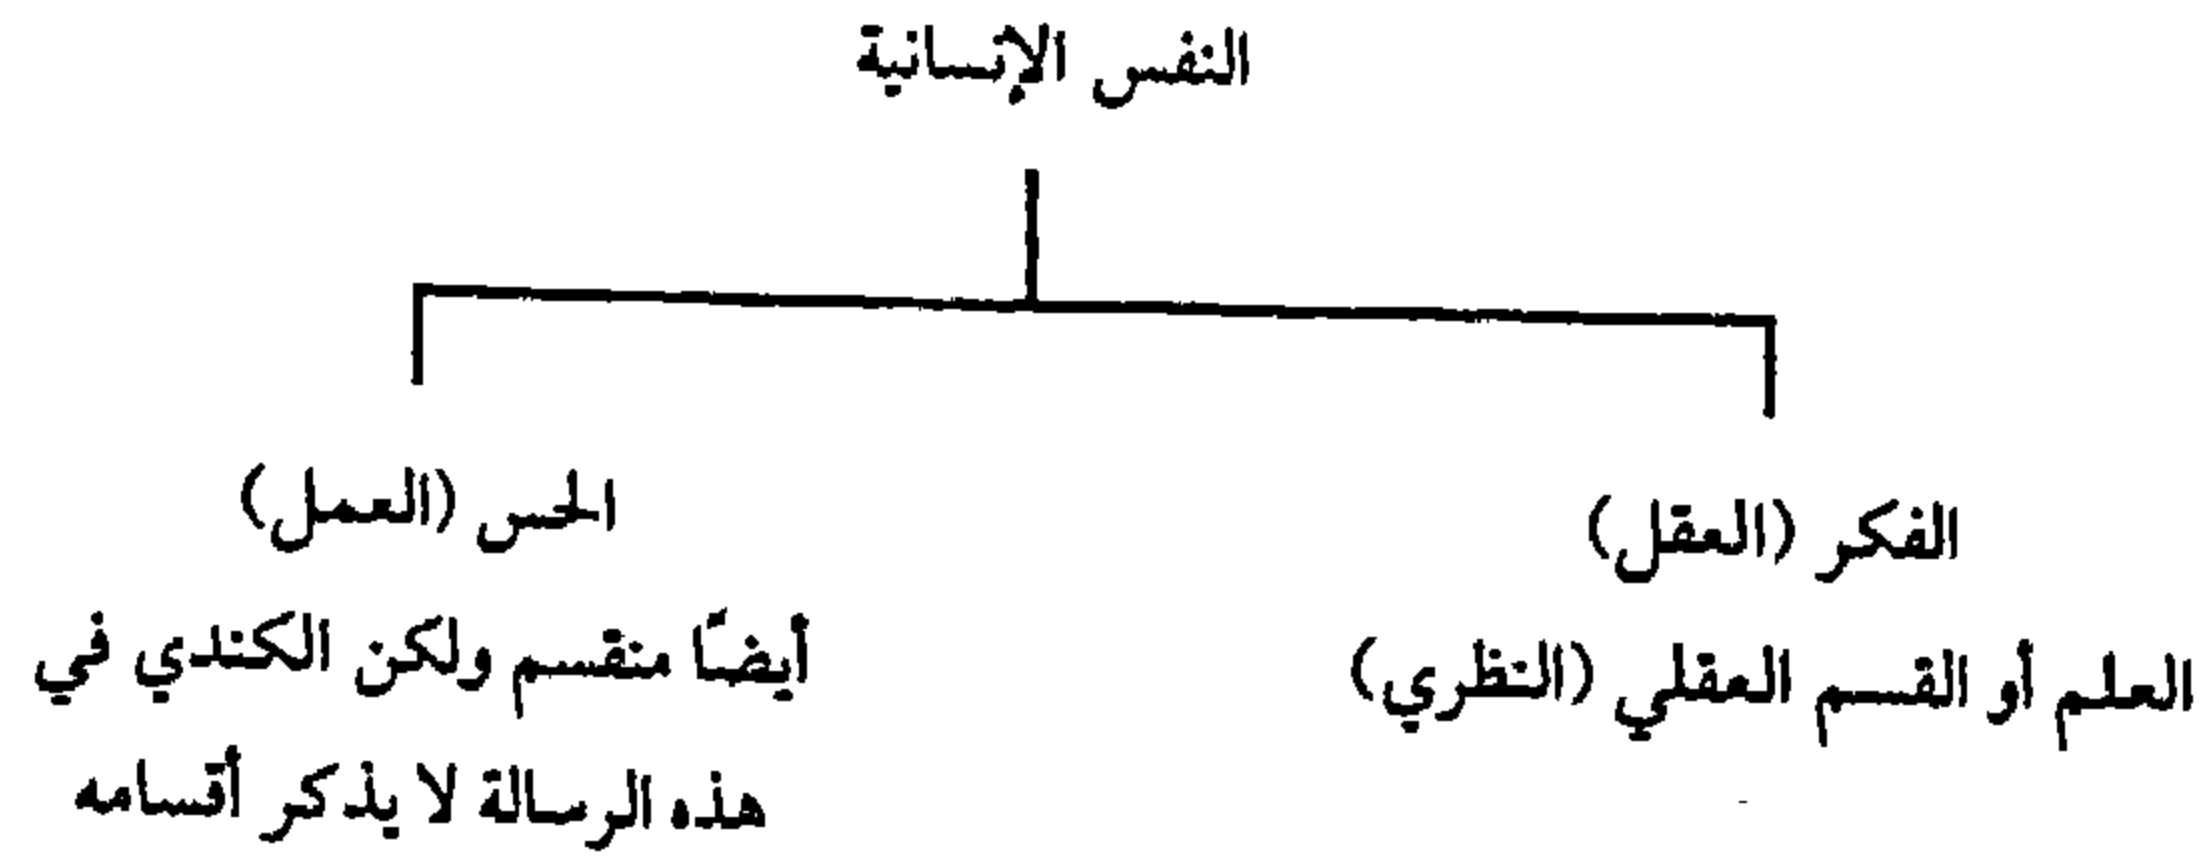 النفس الإنسانية
الفكر (العقل)
العلم أو القسم العقلي (النظري)
الحس (العمل)
أيضًا منقسم ولكن الكندي في
هذه الرسالة لا يذكر أقسامه